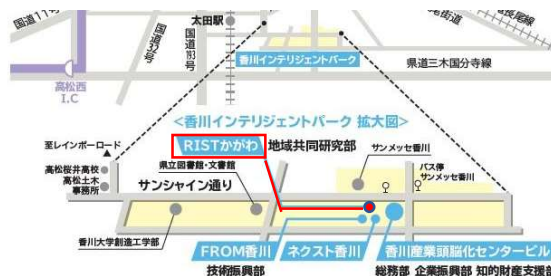 国道11号
太田駅
国道32号
国道193号
長尾街道
長尾線
高松西
I.C
香川インテリジェントパーク
県道三木国分寺線
<香川インテリジェントパーク 拡大図>
至レインボーロード
RISTかがわ 地域共同研究部
サンメッセ香川
高松桜井高校
高松土木
事務所
県立図書館・文書館
バス停
サンメッセ香川
サンシャイン通り
香川大学創造工学部
FROM香川
ネクスト香川
香川産業頭脳化センタービル
技術振興部
総務部 企業振興部 知的財産支援部